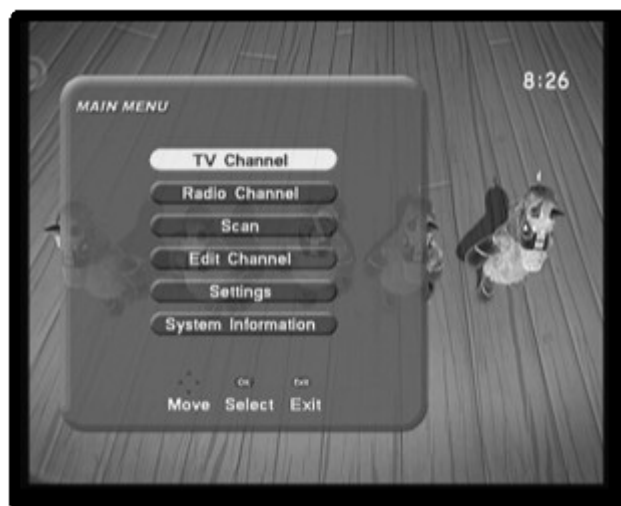 8:26
MAIN MENU
TV Channel
Radio Channel
Scan
Edit Channel
Settings
System Information
OK Exit
Move Select Exit